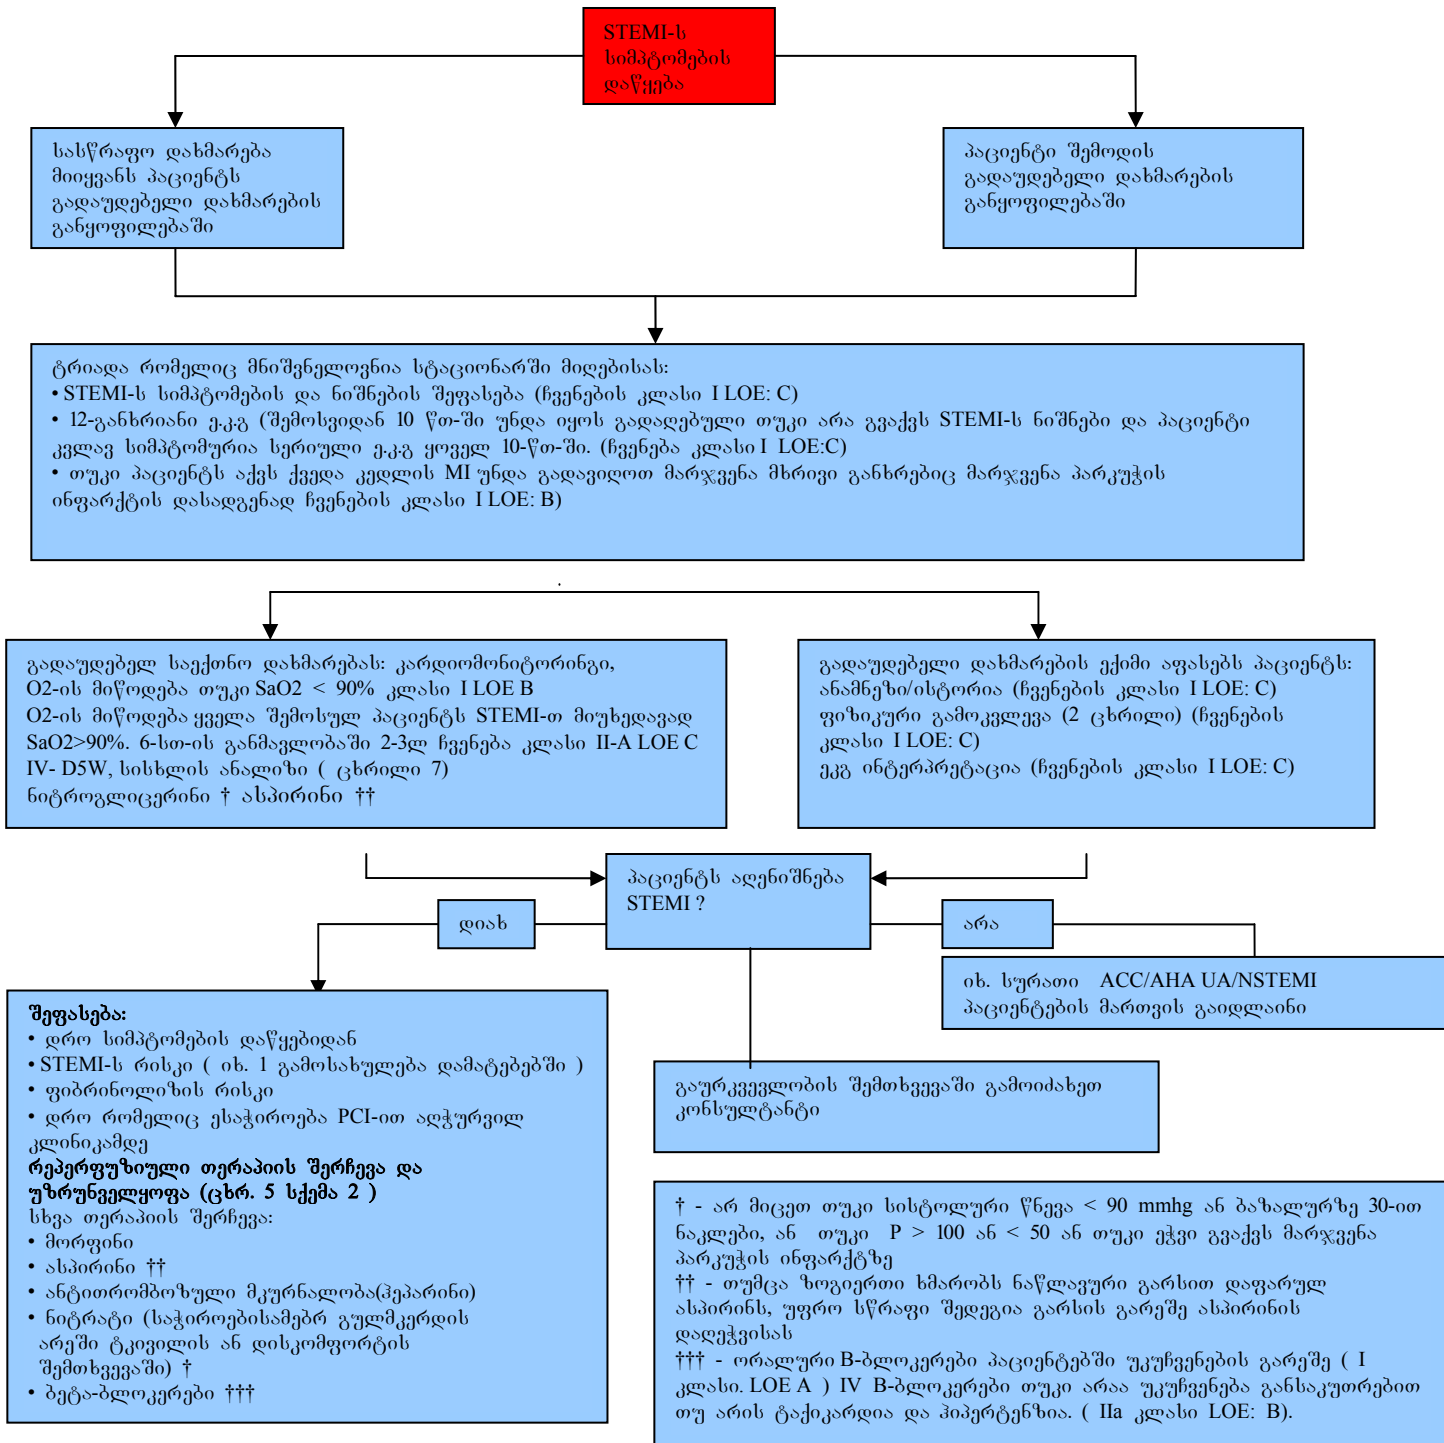 STEMI-ს
სიმპტომების
დაწყება
სასწრაფო დახმარება
მიიყვანს პაციენტს
გადაუდებელი დახმარების
განყოფილებაში
პაციენტი შემოდის
გადაუდებელი დახმარების
განყოფილებაში
ტრიადა რომელიც მნიშვნელოვნია სტაციონარში მიღებისას:
• STEMI-ს სიმპტომების და ნიშნების შეფასება (ჩვენების კლასი I LOE: C)
• 12-განხრიანი ე.კ.გ (შემოსვიდან 10 წთ-ში უნდა იყოს გადაღებული თუკი არა გვაქვს STEMI-ს ნიშნები და პაციენტი
კვლავ სიმპტომურია სერიული ე.კ.გ ყოველ 10-წთ-ში. (ჩვენება კლასი I LOE:C)
• თუკი პაციენტს აქვს ქვედა კედლის MI უნდა გადავიღოთ მარჯვენა მხრივი განხრებიც მარჯვენა პარკუჭის
ინფარქტის დასადგენად ჩვენების კლასი I LOE: B)
გადაუდებელ საექთნო დახმარებას: კარდიომონიტორინგი,
O2-ის მიწოდება თუკი SaO2 < 90% კლასი I LOE B
O2-ის მიწოდება ყველა შემოსულ პაციენტს STEMI-თ მიუხედავად
SaO2>90%. 6-სთ-ის განმავლობაში 2-3ლ ჩვენება კლასი II-A LOE C
IV- D5W, სისხლის ანალიზი ( ცხრილი 7)
ნიტროგლიცერინი † ასპირინი ††
გადაუდებელი დახმარების ექიმი აფასებს პაციენტს:
ანამნეზი/ისტორია (ჩვენების კლასი I LOE: C)
ფიზიკური გამოკვლევა (2 ცხრილი) (ჩვენების
კლასი I LOE: C)
ეკგ ინტერპრეტაცია (ჩვენების კლასი I LOE: C)
პაციენტს აღენიშნება
STEMI ?
დიახ
არა
იხ. სურათი ACC/AHA UA/NSTEMI
პაციენტების მართვის გაიდლაინი
შეფასება:
• დრო სიმპტომების დაწყებიდან
• STEMI-ს რისკი ( იხ. 1 გამოსახულება დამატებებში )
• ფიბრინოლიზის რისკი
• დრო რომელიც ესაჭიროება PCI-ით აღჭურვილ
კლინიკამდე
რეპერფუზიული თერაპიის შერჩევა და
უზრუნველყოფა (ცხრ. 5 სქემა 2 )
სხვა თერაპიის შერჩევა:
• მორფინი
• ასპირინი ††
• ანტითრომბოზული მკურნალობა(ჰეპარინი)
• ნიტრატი (საჭიროებისამებრ გულმკერდის
არეში ტკივილის ან დისკომფორტის
შემთხვევაში) †
• ბეტა-ბლოკერები †††
გაურკვევლობის შემთხვევაში გამოიძახეთ
კონსულტანტი
† - არ მიცეთ თუკი სისტოლური წნევა < 90 mmhg ან ბაზალურზე 30-ით
ნაკლები, ან თუკი P > 100 ან < 50 ან თუკი ეჭვი გვაქვს მარჯვენა
პარკუჭის ინფარქტზე
†† - თუმცა ზოგიერთი ხმარობს ნაწლავური გარსით დაფარულ
ასპირინს, უფრო სწრაფი შედეგია გარსის გარეშე ასპირინის
დაღეჭვისას
††† - ორალური B-ბლოკერები პაციენტებში უკუჩვენების გარეშე ( I
კლასი. LOE A ) IV B-ბლოკერები თუკი არაა უკუჩვენება განსაკუთრებით
თუ არის ტაქიკარდია და ჰიპერტენზია. ( IIa კლასი LOE: B).